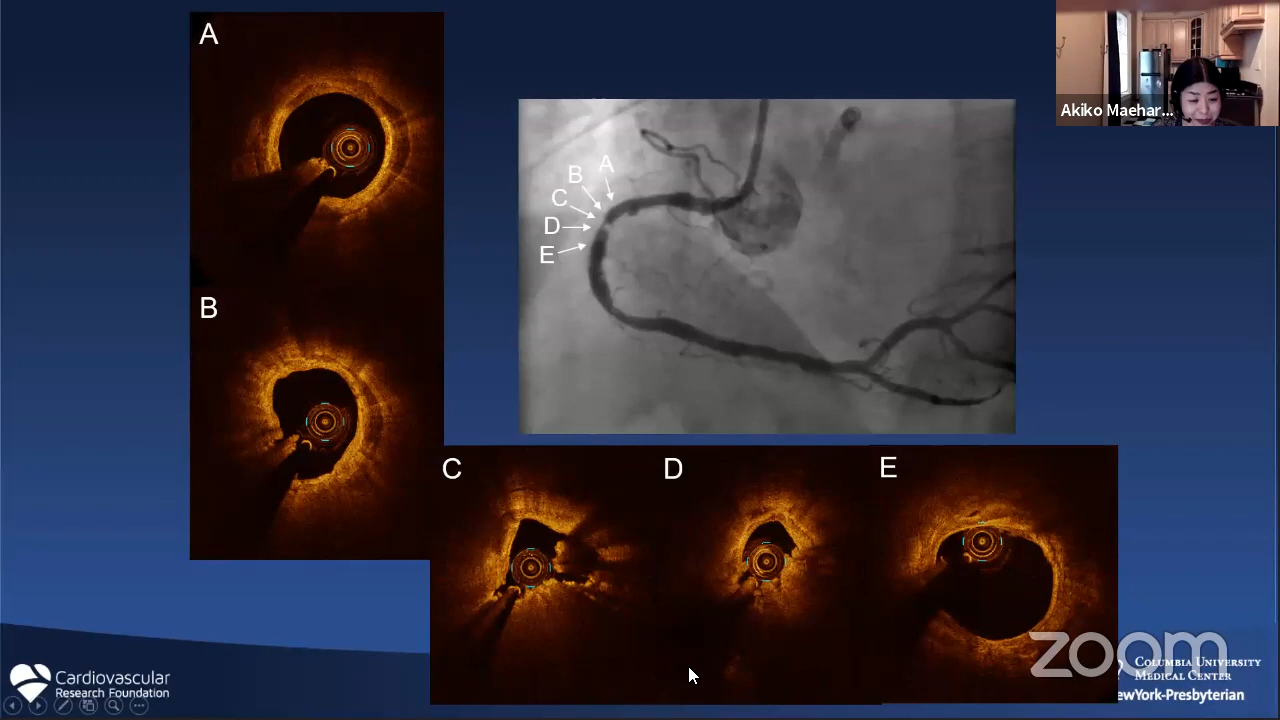 A
B
Akiko Maehar...
A
B
C
D
E
C
D
E
zoom
Cardiovascular
Research Foundation
COLUMBIA UNIVERSITY
MEDICAL CENTER
ewYork-Presbyterian